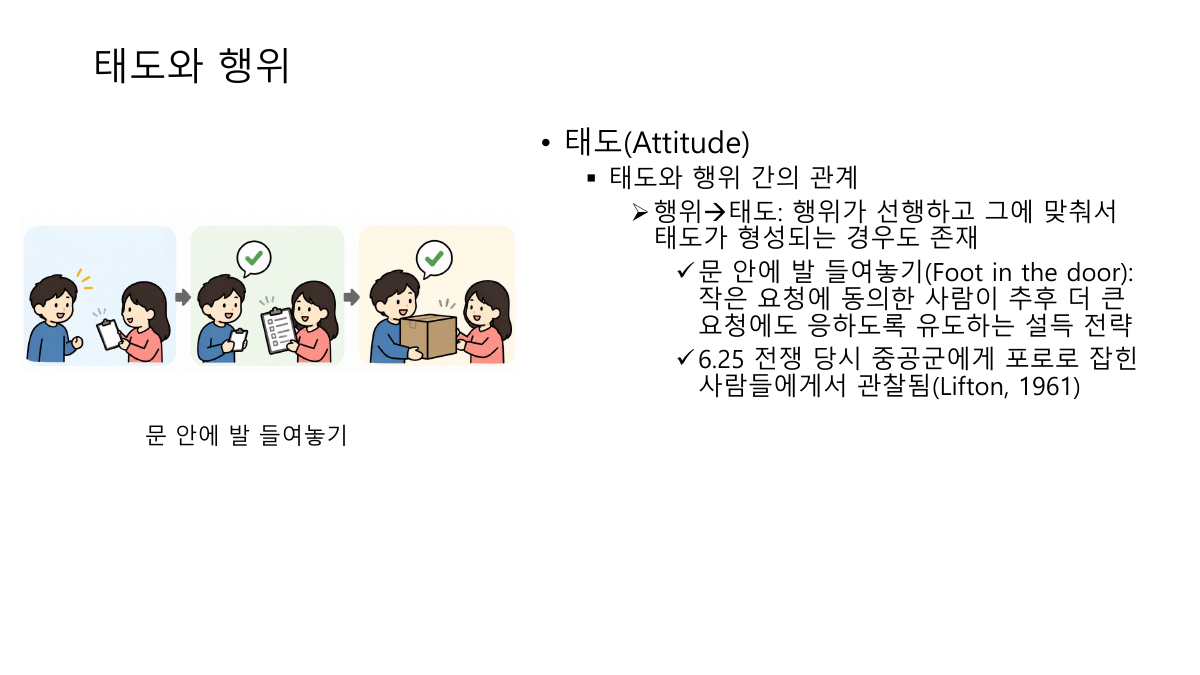 태도와 행위
• 태도(Attitude)
▪ 태도와 행위 간의 관계
➢ 행위→태도: 행위가 선행하고 그에 맞춰서
태도가 형성되는 경우도 존재
✓ 문 안에 발 들여놓기(Foot in the door):
작은 요청에 동의한 사람이 추후 더 큰
요청에도 응하도록 유도하는 설득 전략
✓ 6.25 전쟁 당시 중공군에게 포로로 잡힌
사람들에게서 관찰됨(Lifton, 1961)
문 안에 발 들여놓기